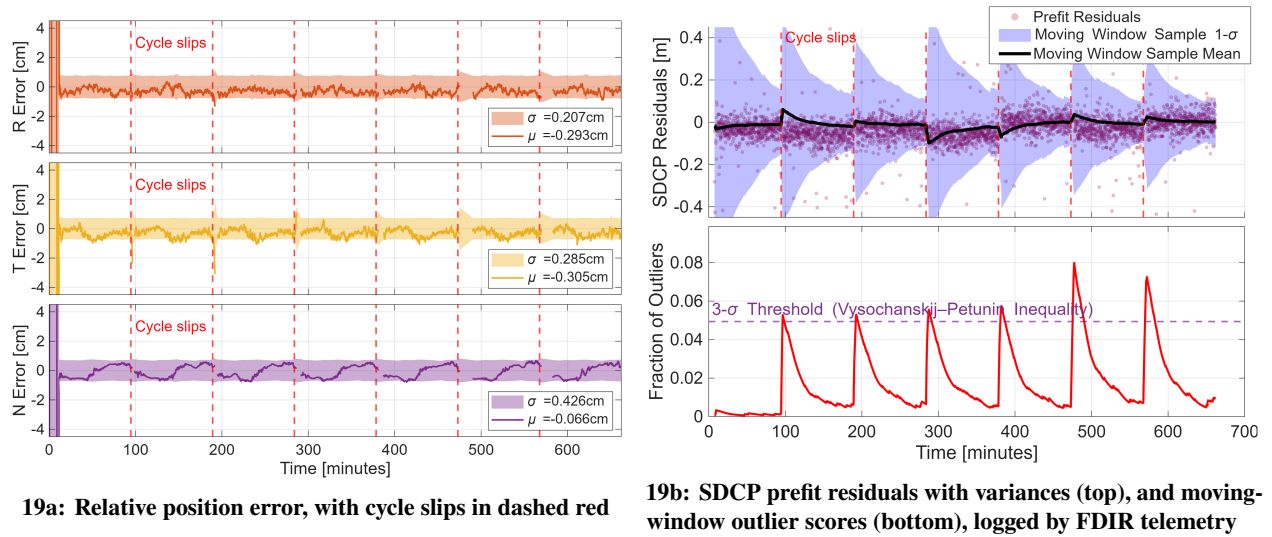 R Error [cm]
4
2
0
-2
-4
Cycle slips
σ =0.207cm
μ =-0.293cm
T Error [cm]
4
2
0
-2
-4
Cycle slips
σ =0.285cm
μ =-0.305cm
N Error [cm]
4
2
0
-2
-4
Cycle slips
σ =0.426cm
μ =-0.066cm
0 100 200 300 400 500 600
Time [minutes]
19a: Relative position error, with cycle slips in dashed red
Prefit Residuals
Moving Window Sample 1-σ
Moving Window Sample Mean
SDCP Residuals [m]
0.4
0.2
0
-0.2
-0.4
Cycle slips
Fraction of Outliers
0.08
0.06
0.04
0.02
0
3-σ Threshold (Vysochanskij–Petunin Inequality)
0 100 200 300 400 500 600 700
Time [minutes]
19b: SDCP prefit residuals with variances (top), and moving-
window outlier scores (bottom), logged by FDIR telemetry